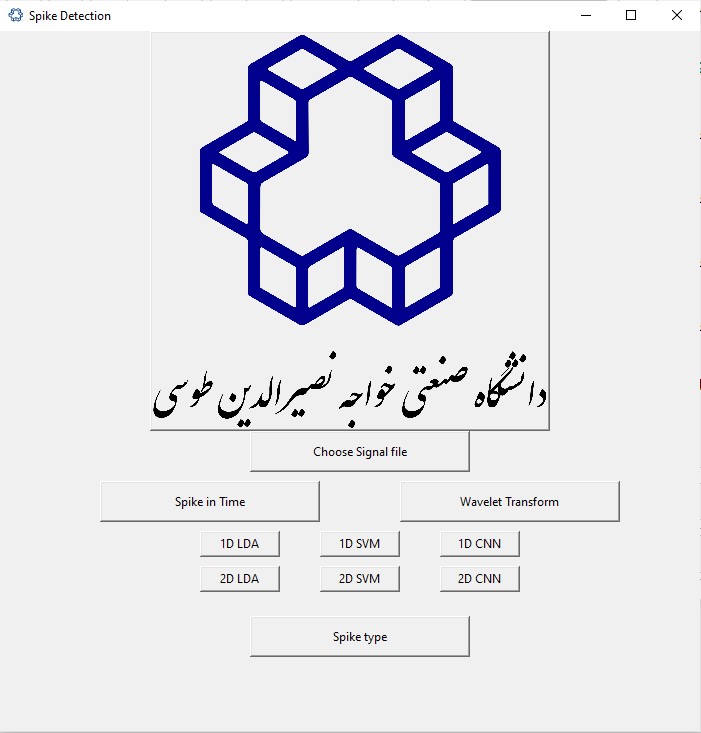 Spike Detection
دانشگاه صنعتی خواجه نصیرالدین طوسی
Choose Signal file
Spike in Time Wavelet Transform
1D LDA 1D SVM 1D CNN
2D LDA 2D SVM 2D CNN
Spike type